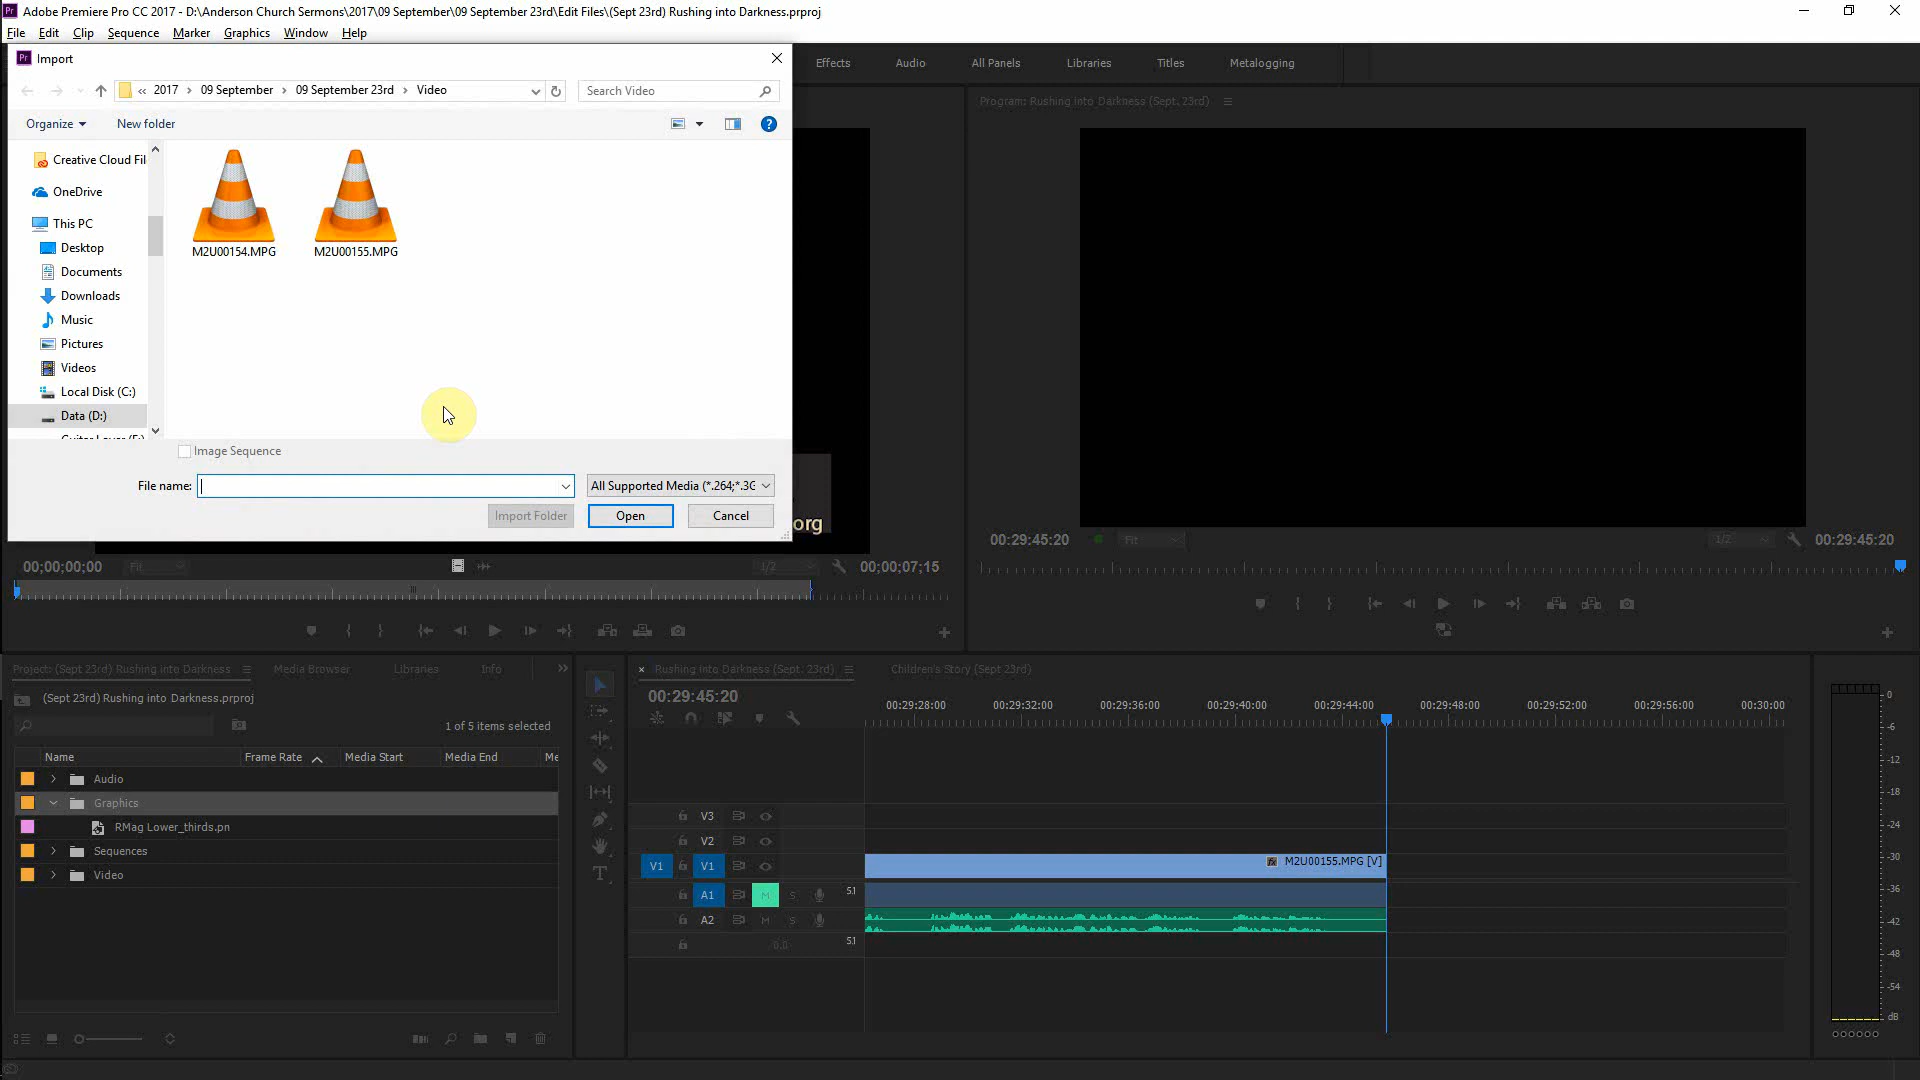 Adobe Premiere Pro CC 2017 - D:\Anderson Church Sermons\2017\09 September\09 September 23rd\Edit Files\(Sept 23rd) Rushing into Darkness.prproj
File Edit Clip Sequence Marker Graphics Window Help
Import
Effects Audio All Panels Libraries Titles Metalogging
« 2017 › 09 September › 09 September 23rd › Video
Search Video
Program: Rushing into Darkness (Sept. 23rd)
Organize New folder
Creative Cloud Fil
OneDrive
This PC
Desktop
Documents
Downloads
Music
Pictures
Videos
Local Disk (C:)
Data (D:)
M2U00154.MPG M2U00155.MPG
Image Sequence
File name: All Supported Media (*.264;*.3G
Import Folder Open Cancel
org
00:29:45:20 Fit 1/2 00:29:45:20
00;00;00;00 Fit 1/2 00;00;07;15
Project: (Sept 23rd) Rushing into Darkness Media Browser Libraries Info
(Sept 23rd) Rushing into Darkness.prproj
1 of 5 items selected
Name Frame Rate Media Start Media End Me
Audio
Graphics
RMag Lower_thirds.pn
Sequences
Video
× Rushing into Darkness (Sept. 23rd) Children's Story (Sept 23rd)
00:29:45:20
00:29:28:00 00:29:32:00 00:29:36:00 00:29:40:00 00:29:44:00 00:29:48:00 00:29:52:00 00:29:56:00 00:30:00
V3
V2
V1 V1 M2U00155.MPG [V]
A1 M S 5.1
A2 M S
0.0 5.1
0
-6
-12
-18
-24
-30
-36
-42
-48
-54
dB